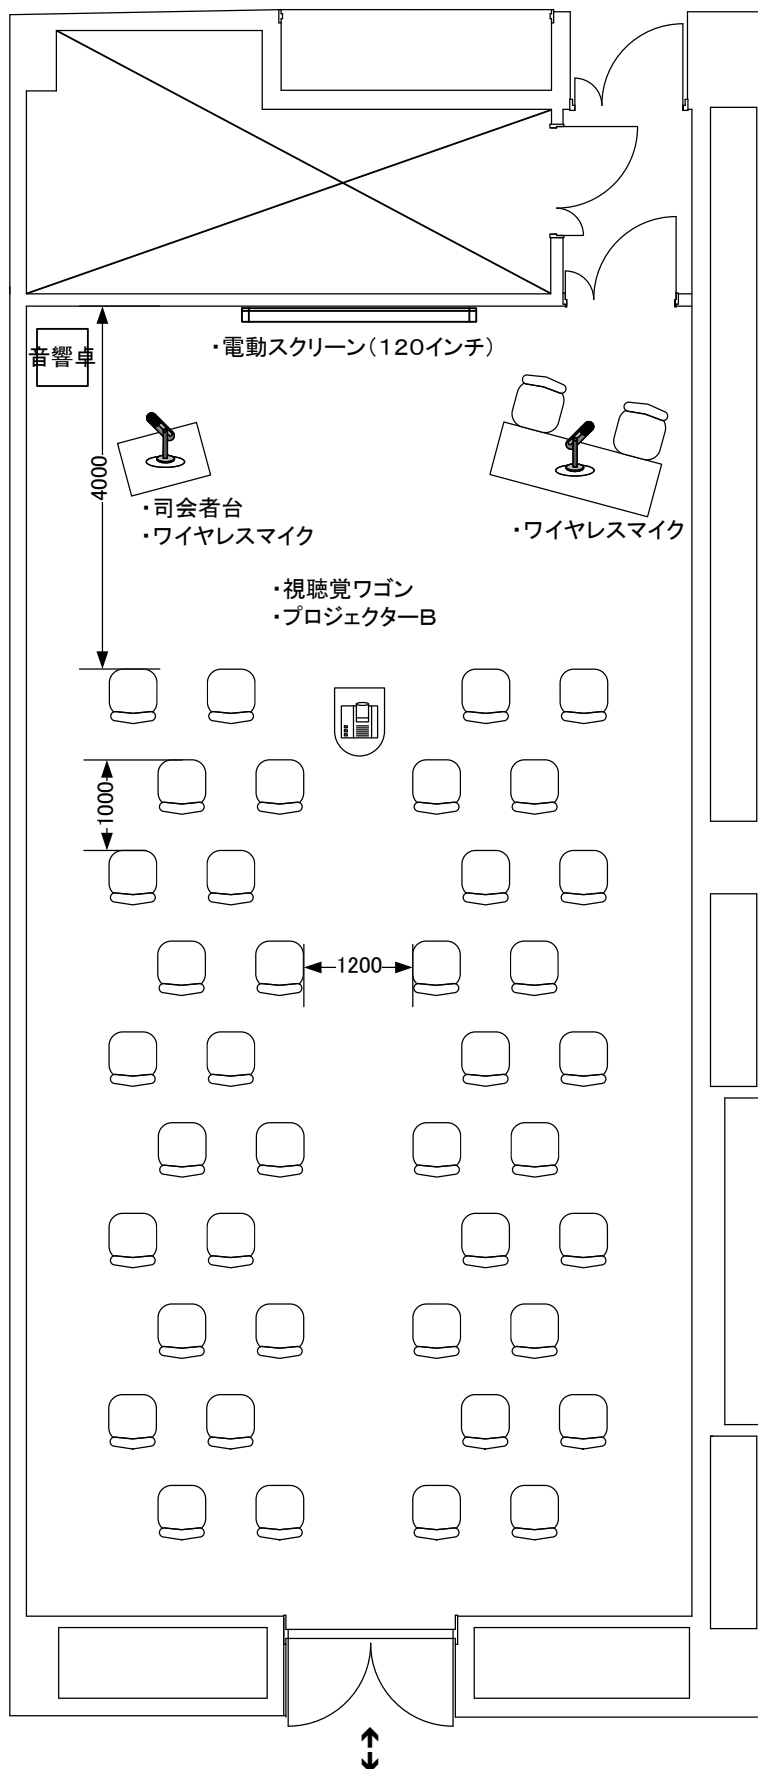 ・電動スクリーン(120インチ)
音響卓
4000
・司会者台
・ワイヤレスマイク
・ワイヤレスマイク
・視聴覚ワゴン
・プロジェクターB
1000
1200